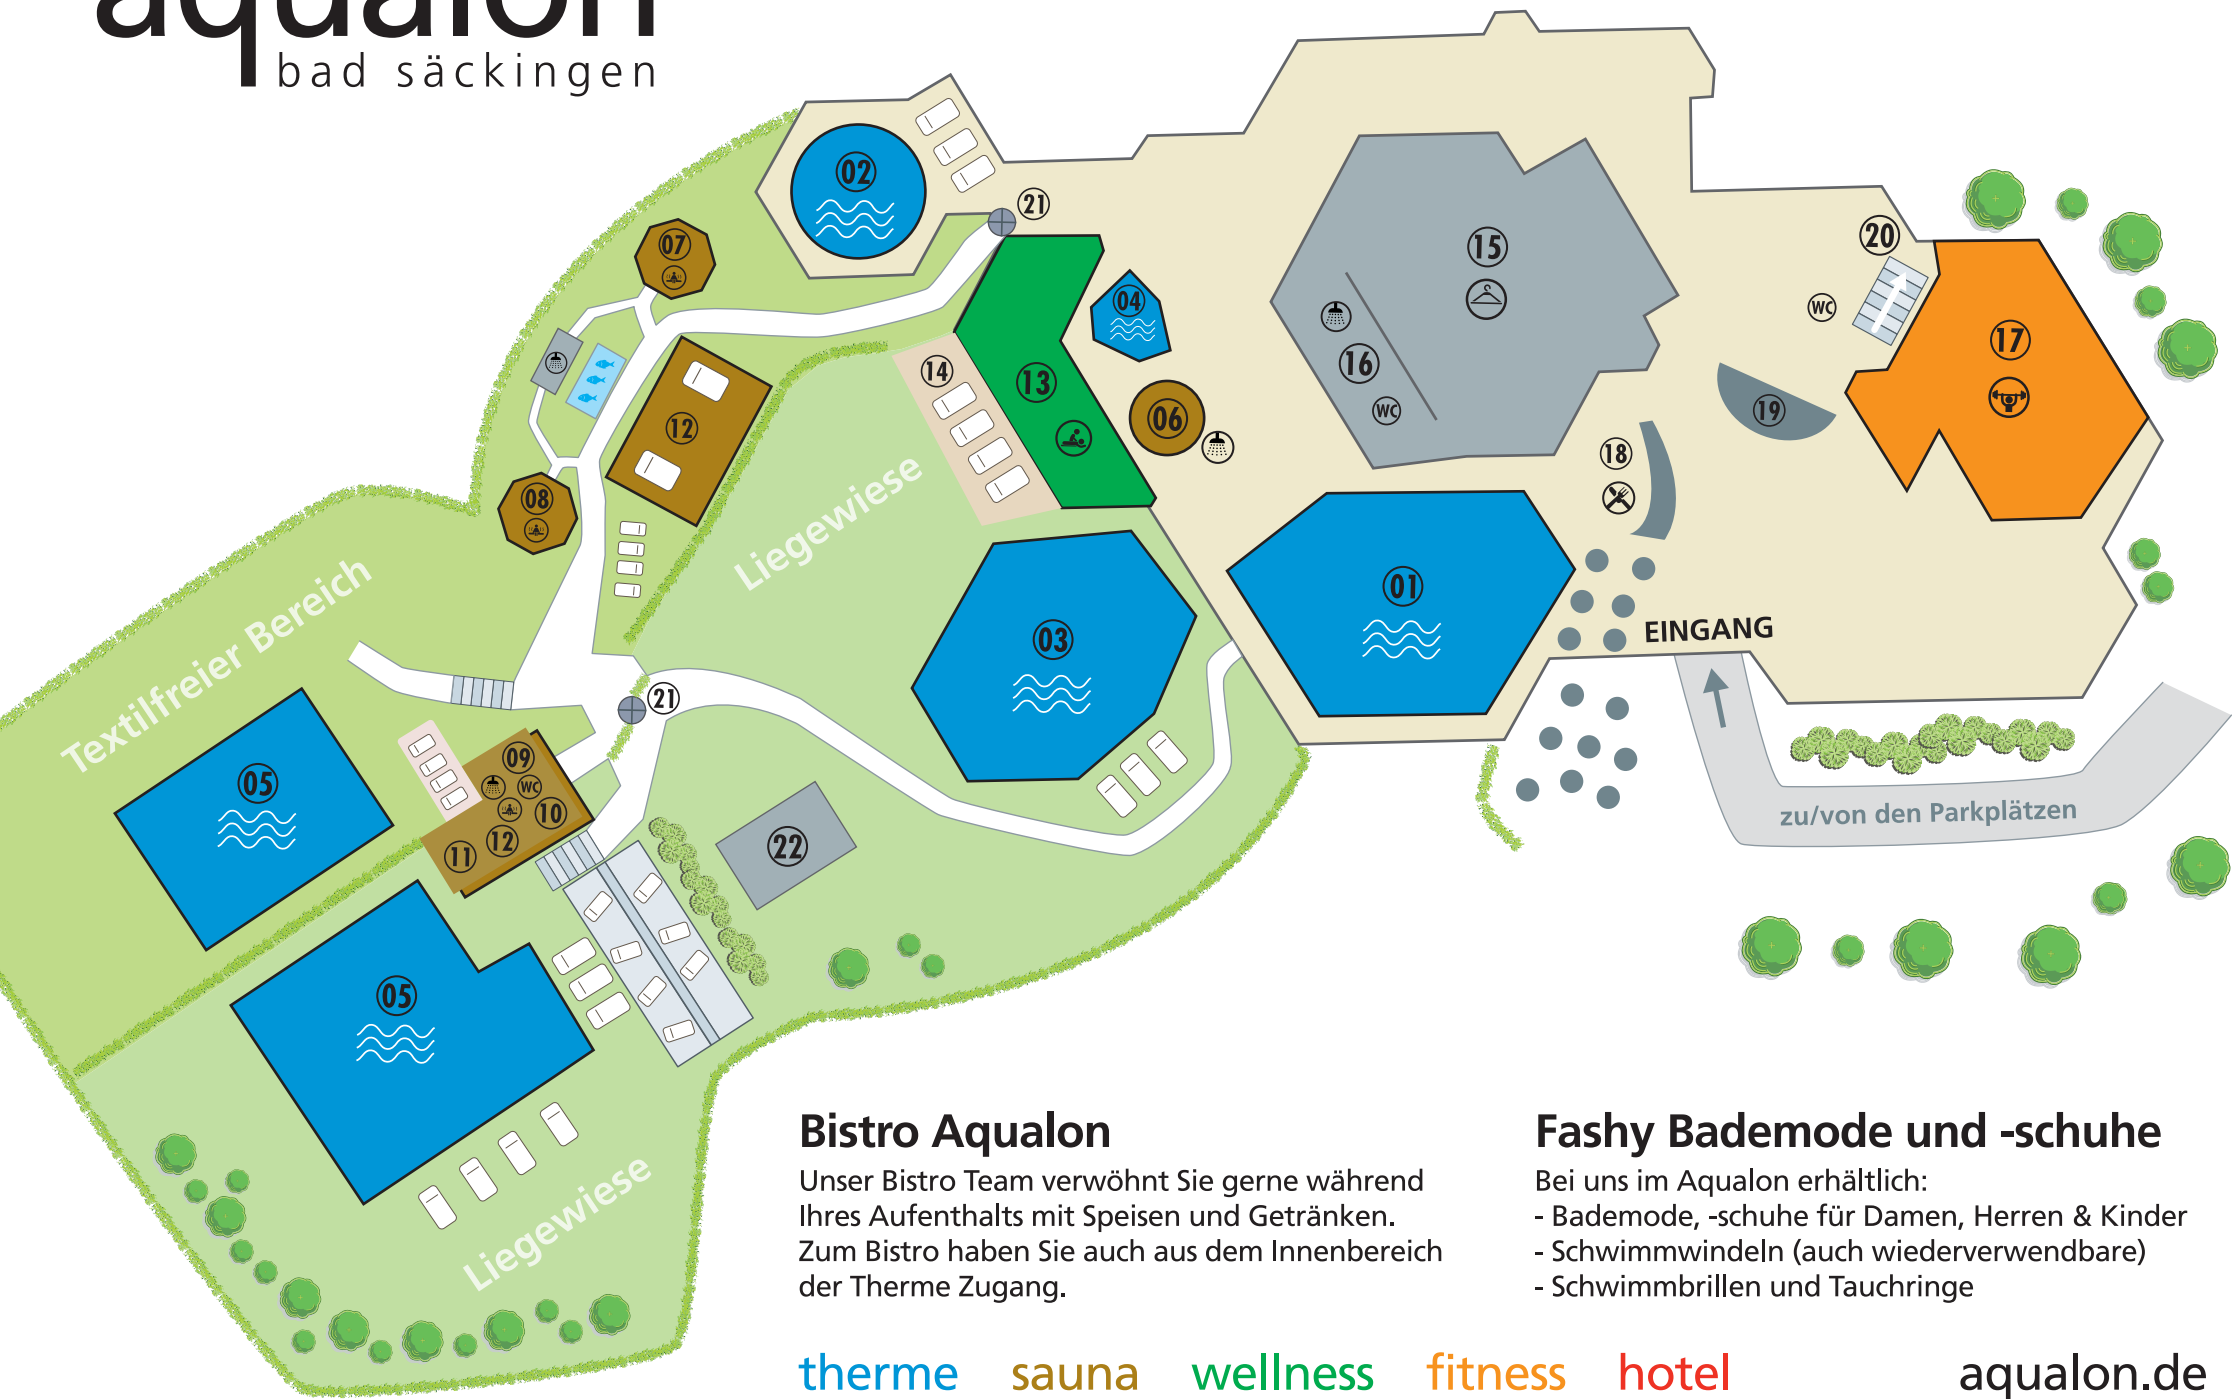 aqualon
bad säckingen
02
21
07
04
15
20
WC
17
14
13
16
WC
12
06
19
18
08
Liegewiese
Textilfreier Bereich
03
01
EINGANG
21
05
09
WC
10
12
11
22
zu/von den Parkplätzen
05
Liegewiese
Bistro Aqualon
Unser Bistro Team verwöhnt Sie gerne während
Ihres Aufenthalts mit Speisen und Getränken.
Zum Bistro haben Sie auch aus dem Innenbereich
der Therme Zugang.
Fashy Bademode und -schuhe
Bei uns im Aqualon erhältlich:
- Bademode, -schuhe für Damen, Herren & Kinder
- Schwimmwindeln (auch wiederverwendbare)
- Schwimmbrillen und Tauchringe
therme sauna wellness fitness hotel aqualon.de